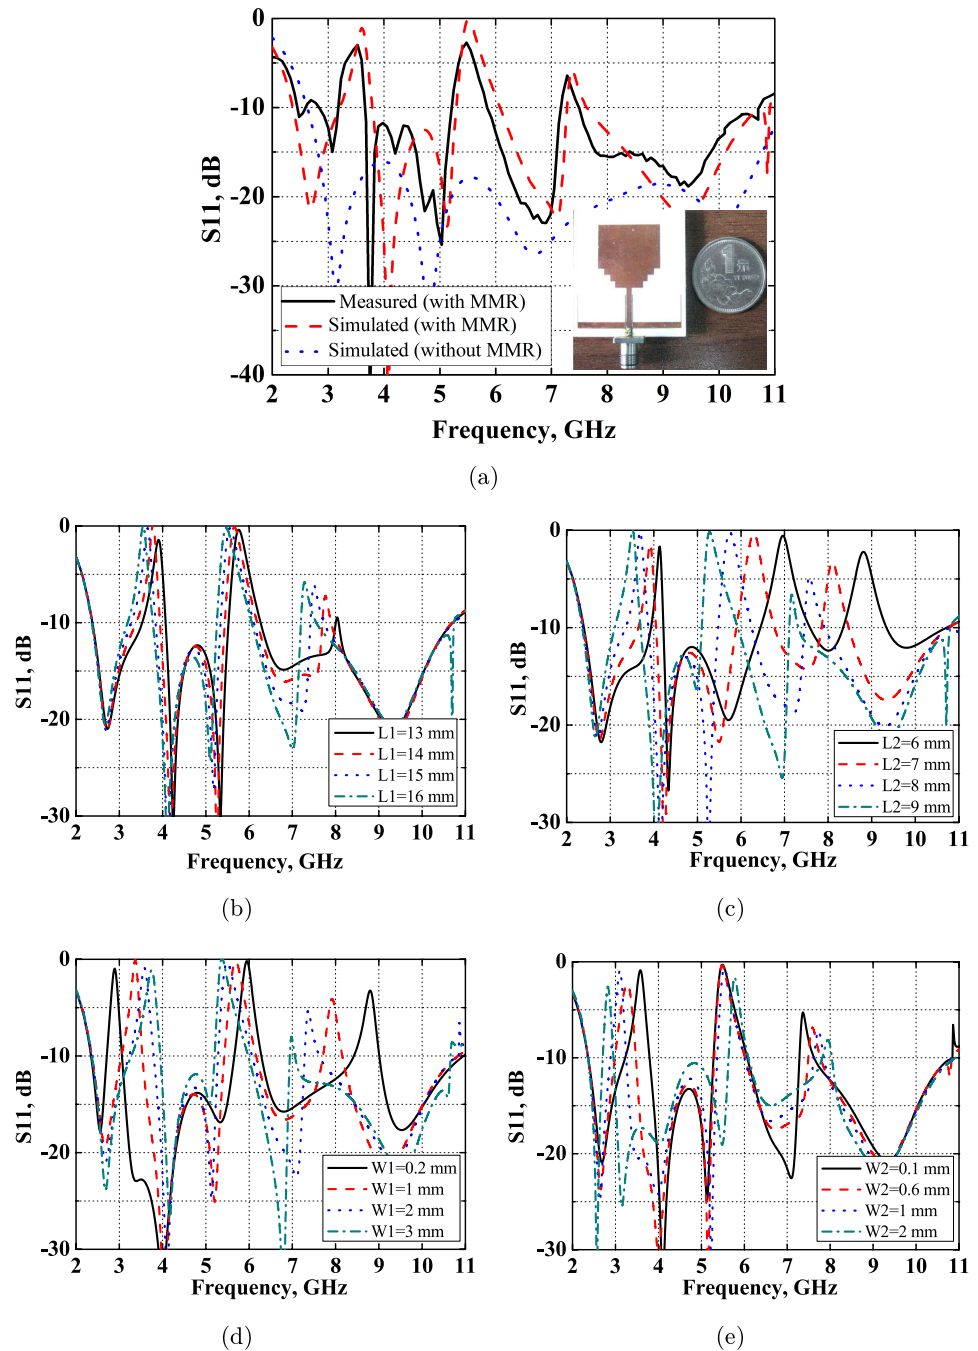 0
-10
-20
-30
-40
S11, dB
Measured (with MMR)
Simulated (with MMR)
Simulated (without MMR)
1
2 3 4 5 6 7 8 9 10 11
Frequency, GHz
(a)
0
-10
-20
-30
S11, dB
L1=13 mm
L1=14 mm
L1=15 mm
L1=16 mm
2 3 4 5 6 7 8 9 10 11
Frequency, GHz
(b)
0
-10
-20
-30
S11, dB
L2=6 mm
L2=7 mm
L2=8 mm
L2=9 mm
2 3 4 5 6 7 8 9 10 11
Frquency, GHz
(c)
0
-10
-20
-30
S11, dB
W1=0.2 mm
W1=1 mm
W1=2 mm
W1=3 mm
2 3 4 5 6 7 8 9 10 11
Frequency, GHz
(d)
0
-10
-20
-30
S11, dB
W2=0.1 mm
W2=0.6 mm
W2=1 mm
W2=2 mm
2 3 4 5 6 7 8 9 10 11
Frequency, GHz
(e)